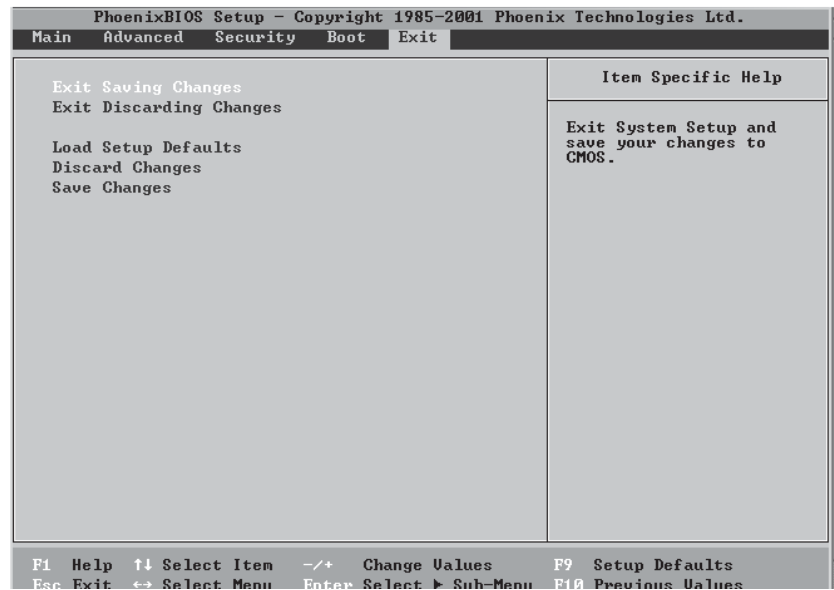 PhoenixBIOS Setup – Copyright 1985-2001 Phoenix Technologies Ltd.
Main Advanced Security Boot Exit
Exit Saving Changes
Exit Discarding Changes
Load Setup Defaults
Discard Changes
Save Changes
Item Specific Help
Exit System Setup and
save your changes to
CMOS.
F1 Help ↑↓ Select Item -/+ Change Values F9 Setup Defaults
Esc Exit ↔ Select Menu Enter Select ▶ Sub-Menu F10 Previous Values